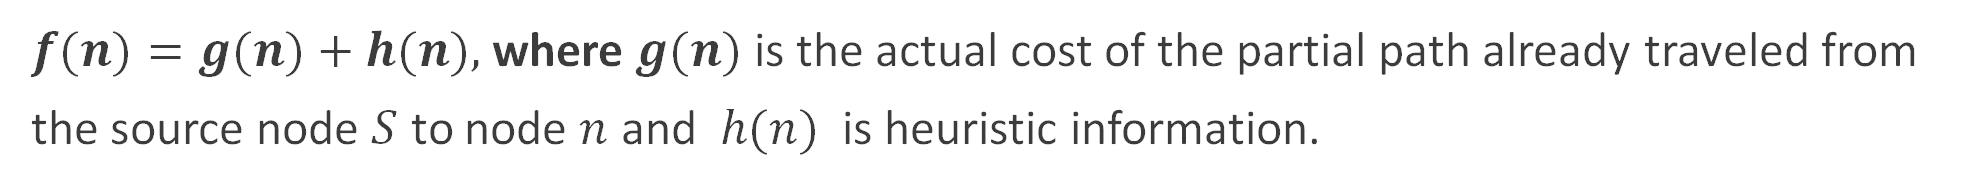 f(n) = g(n) + h(n), where g(n) is the actual cost of the partial path already traveled from
the source node S to node n and h(n) is heuristic information.